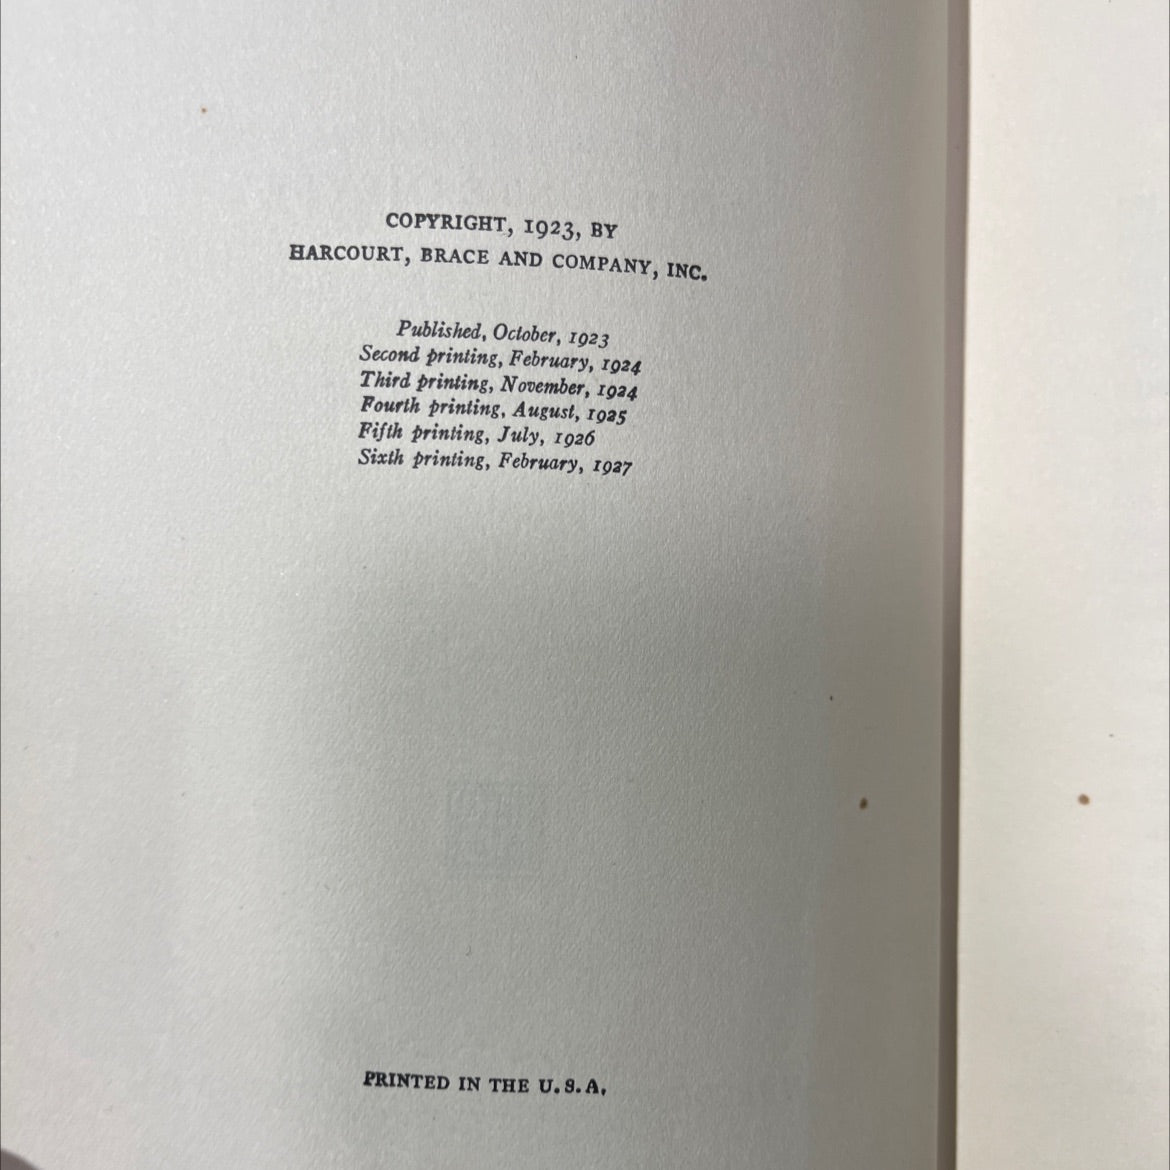 COPYRIGHT, 1923, BY
HARCOURT, BRACE AND COMPANY, INC.
Published, October, 1923
Second printing, February, 1924
Third printing, November, 1924
Fourth printing, August, 1925
Fifth printing, July, 1926
Sixth printing, February, 1927
PRINTED IN THE U.S.A.